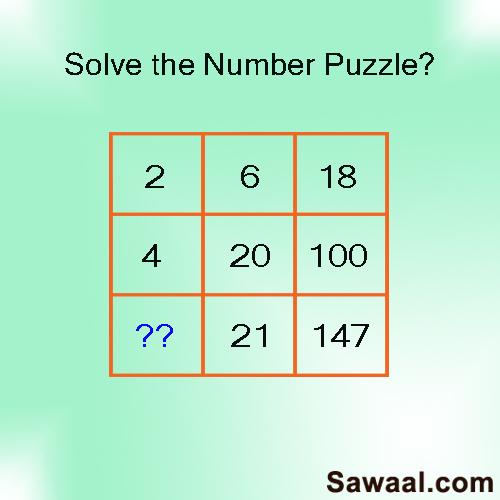 Solve the Number Puzzle?
2 6 18
4 20 100
?? 21 147
Sawaal.com